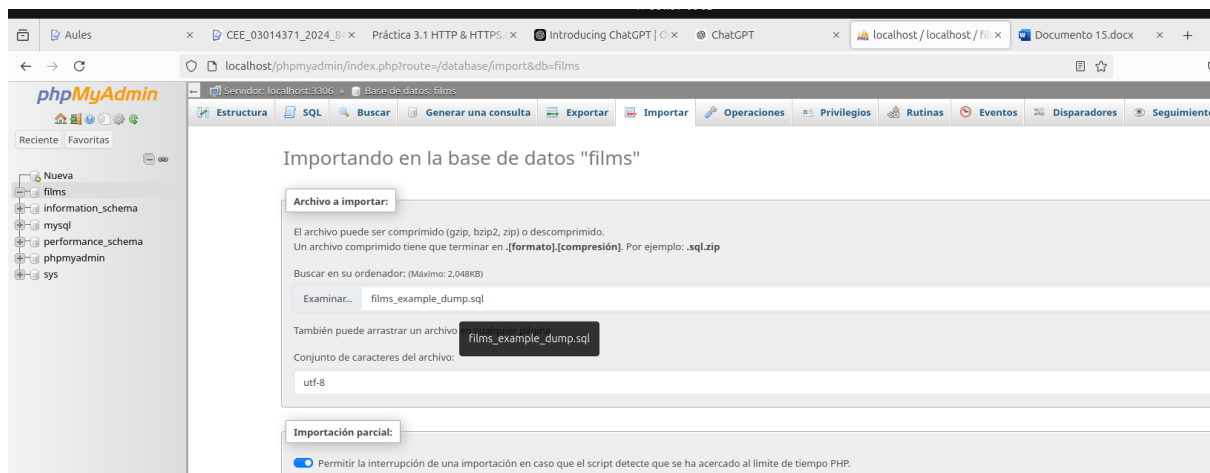 Aules
CEE_03014371_2024_8
Práctica 3.1 HTTP & HTTPS
Introducing ChatGPT |
ChatGPT
localhost / localhost / fil
Documento 15.docx
localhost/phpmyadmin/index.php?route=/database/import&db=films
phpMyAdmin
Reciente Favoritas
Nueva
films
information_schema
mysql
performance_schema
phpmyadmin
sys
Servidor: localhost:3306 » Base de datos: films
Estructura SQL Buscar Generar una consulta Exportar Importar Operaciones Privilegios Rutinas Eventos Disparadores Seguimiento
Importando en la base de datos "films"
Archivo a importar:
El archivo puede ser comprimido (gzip, bzip2, zip) o descomprimido.
Un archivo comprimido tiene que terminar en .[formato].[compresión]. Por ejemplo: .sql.zip
Buscar en su ordenador: (Máximo: 2,048KB)
Examinar... films_example_dump.sql
También puede arrastrar un archivo en cualquier página.
films_example_dump.sql
Conjunto de caracteres del archivo:
utf-8
Importación parcial:
Permitir la interrupción de una importación en caso que el script detecte que se ha acercado al límite de tiempo PHP.